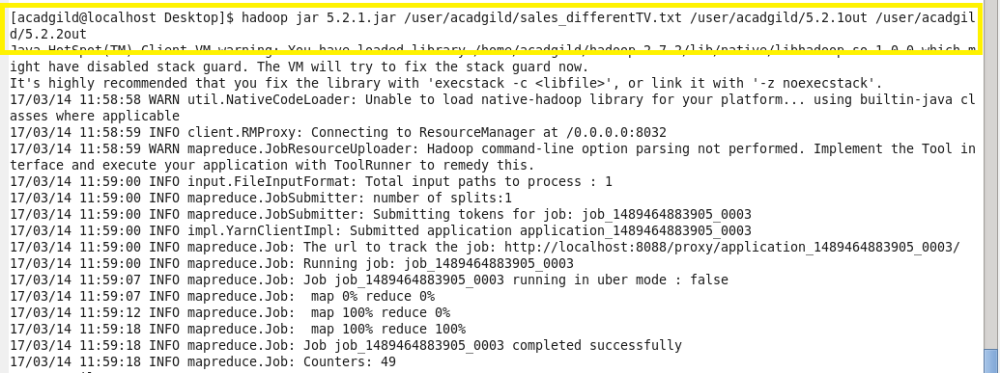 [acadgild@localhost Desktop]$ hadoop jar 5.2.1.jar /user/acadgild/sales_differentTV.txt /user/acadgild/5.2.1out /user/acadgil
d/5.2.2out
Java HotSpot(TM) Client VM warning: You have loaded library /home/acadgild/hadoop-2.7.2/lib/native/libhadoop.so.1.0.0 which m
ight have disabled stack guard. The VM will try to fix the stack guard now.
It's highly recommended that you fix the library with 'execstack -c <libfile>', or link it with '-z noexecstack'.
17/03/14 11:58:58 WARN util.NativeCodeLoader: Unable to load native-hadoop library for your platform... using builtin-java cl
asses where applicable
17/03/14 11:58:59 INFO client.RMProxy: Connecting to ResourceManager at /0.0.0.0:8032
17/03/14 11:58:59 WARN mapreduce.JobResourceUploader: Hadoop command-line option parsing not performed. Implement the Tool in
terface and execute your application with ToolRunner to remedy this.
17/03/14 11:59:00 INFO input.FileInputFormat: Total input paths to process : 1
17/03/14 11:59:00 INFO mapreduce.JobSubmitter: number of splits:1
17/03/14 11:59:00 INFO mapreduce.JobSubmitter: Submitting tokens for job: job_1489464883905_0003
17/03/14 11:59:00 INFO impl.YarnClientImpl: Submitted application application_1489464883905_0003
17/03/14 11:59:00 INFO mapreduce.Job: The url to track the job: http://localhost:8088/proxy/application_1489464883905_0003/
17/03/14 11:59:00 INFO mapreduce.Job: Running job: job_1489464883905_0003
17/03/14 11:59:07 INFO mapreduce.Job: Job job_1489464883905_0003 running in uber mode : false
17/03/14 11:59:07 INFO mapreduce.Job:  map 0% reduce 0%
17/03/14 11:59:12 INFO mapreduce.Job:  map 100% reduce 0%
17/03/14 11:59:18 INFO mapreduce.Job:  map 100% reduce 100%
17/03/14 11:59:18 INFO mapreduce.Job: Job job_1489464883905_0003 completed successfully
17/03/14 11:59:18 INFO mapreduce.Job: Counters: 49